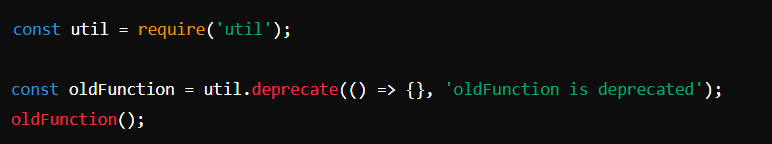 const util = require('util');
const oldFunction = util.deprecate(() => {}, 'oldFunction is deprecated');
oldFunction();